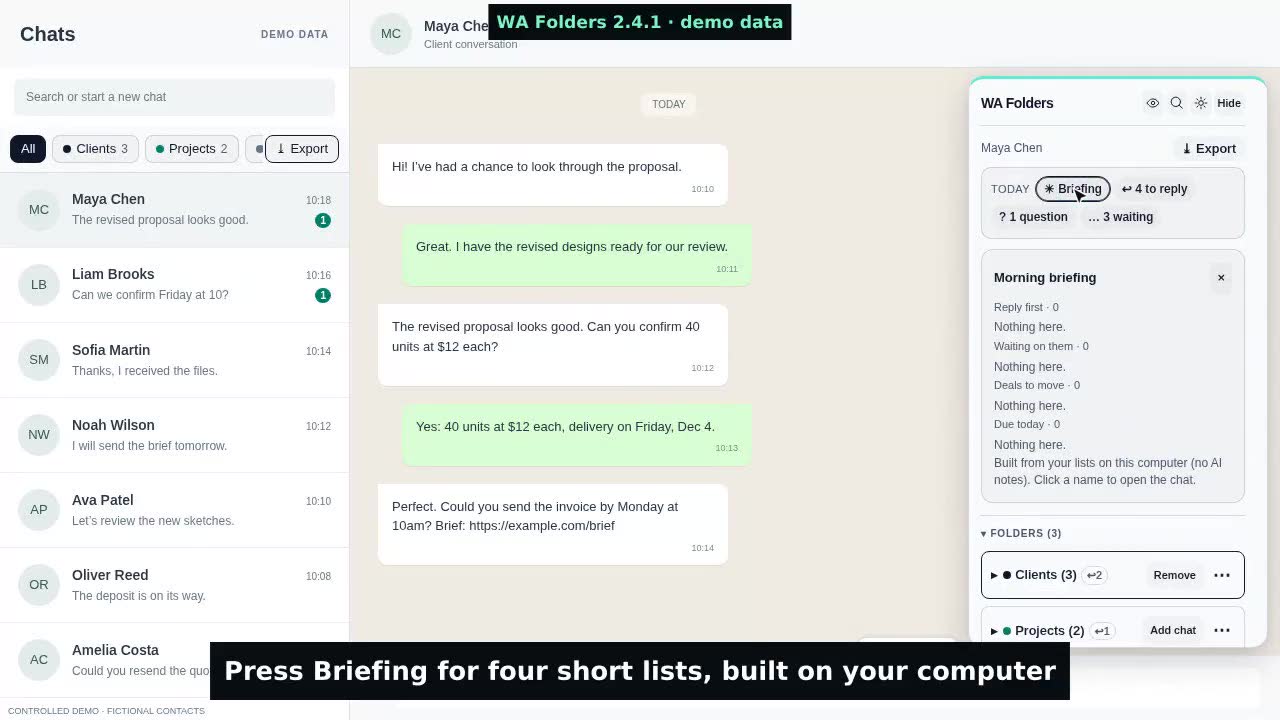 Chats
DEMO DATA
Search or start a new chat
All
Clients 3
Projects 2
⤓ Export
MC
Maya Chen
10:18
The revised proposal looks good.
1
LB
Liam Brooks
10:16
Can we confirm Friday at 10?
1
SM
Sofia Martin
10:14
Thanks, I received the files.
NW
Noah Wilson
10:12
I will send the brief tomorrow.
AP
Ava Patel
10:10
Let's review the new sketches.
OR
Oliver Reed
10:08
The deposit is on its way.
AC
Amelia Costa
Could you resend the quo
CONTROLLED DEMO · FICTIONAL CONTACTS
MC
Maya Che
Client conversation
WA Folders 2.4.1 · demo data
TODAY
Hi! I've had a chance to look through the proposal.
10:10
Great. I have the revised designs ready for our review.
10:11
The revised proposal looks good. Can you confirm 40
units at $12 each?
10:12
Yes: 40 units at $12 each, delivery on Friday, Dec 4.
10:13
Perfect. Could you send the invoice by Monday at
10am? Brief: https://example.com/brief
10:14
WA Folders
Hide
Maya Chen
⤓ Export
TODAY
☀ Briefing
↩ 4 to reply
? 1 question
… 3 waiting
Morning briefing
×
Reply first · 0
Nothing here.
Waiting on them · 0
Nothing here.
Deals to move · 0
Nothing here.
Due today · 0
Nothing here.
Built from your lists on this computer (no AI
notes). Click a name to open the chat.
▾ FOLDERS (3)
▸ Clients (3) ↩2
Remove
⋯
▸ Projects (2) ↩1
Add chat
⋯
Press Briefing for four short lists, built on your computer